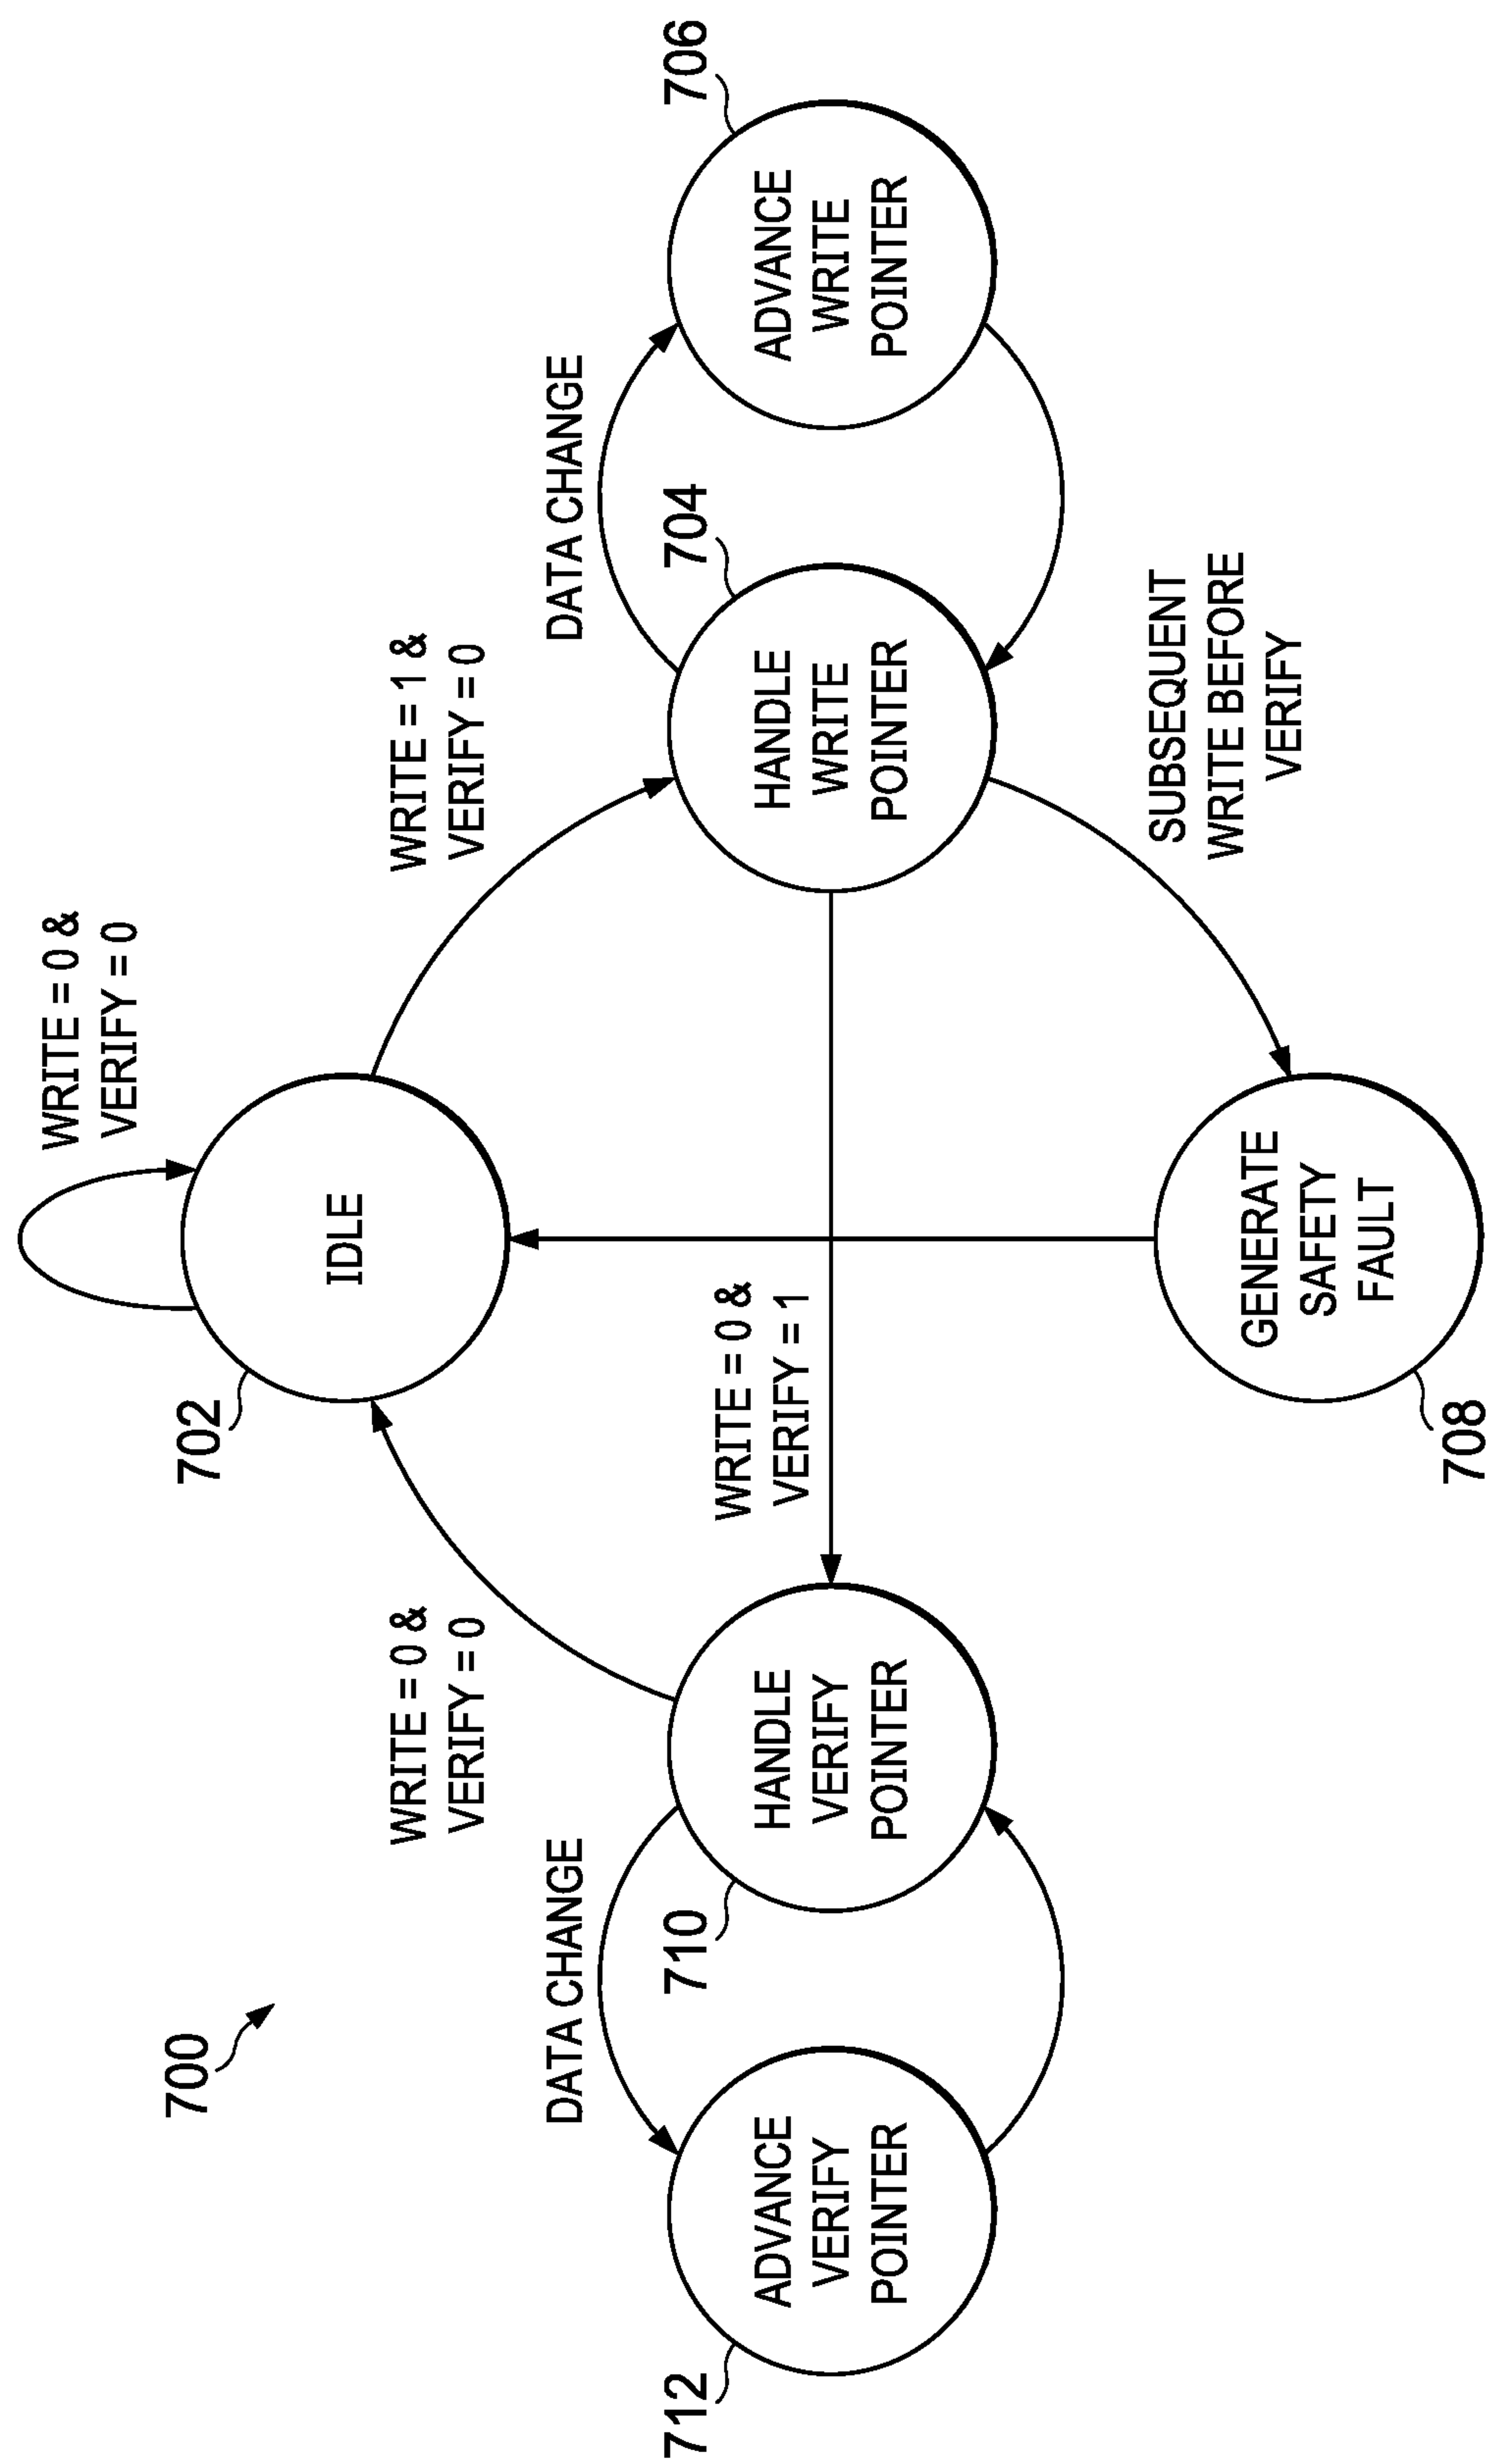 700
WRITE = 0 &
VERIFY = 0
702
IDLE
WRITE = 0 &
VERIFY = 0
WRITE = 1 &
VERIFY = 0
DATA CHANGE
DATA CHANGE
712
ADVANCE
VERIFY
POINTER
710
HANDLE
VERIFY
POINTER
WRITE = 0 &
VERIFY = 1
704
HANDLE
WRITE
POINTER
706
ADVANCE
WRITE
POINTER
SUBSEQUENT
WRITE BEFORE
VERIFY
GENERATE
SAFETY
FAULT
708